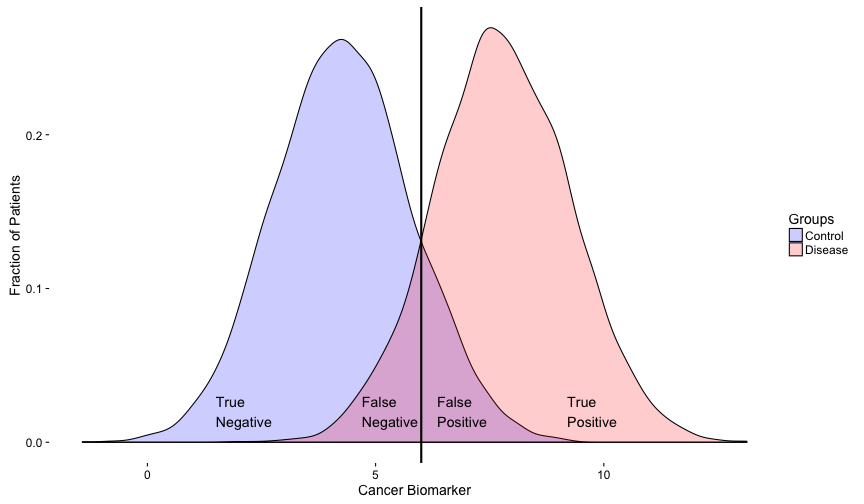 Fraction of Patients
0.2
0.1
0.0
True
Negative
False
Negative
False
Positive
True
Positive
0
5
10
Cancer Biomarker
Groups
Control
Disease